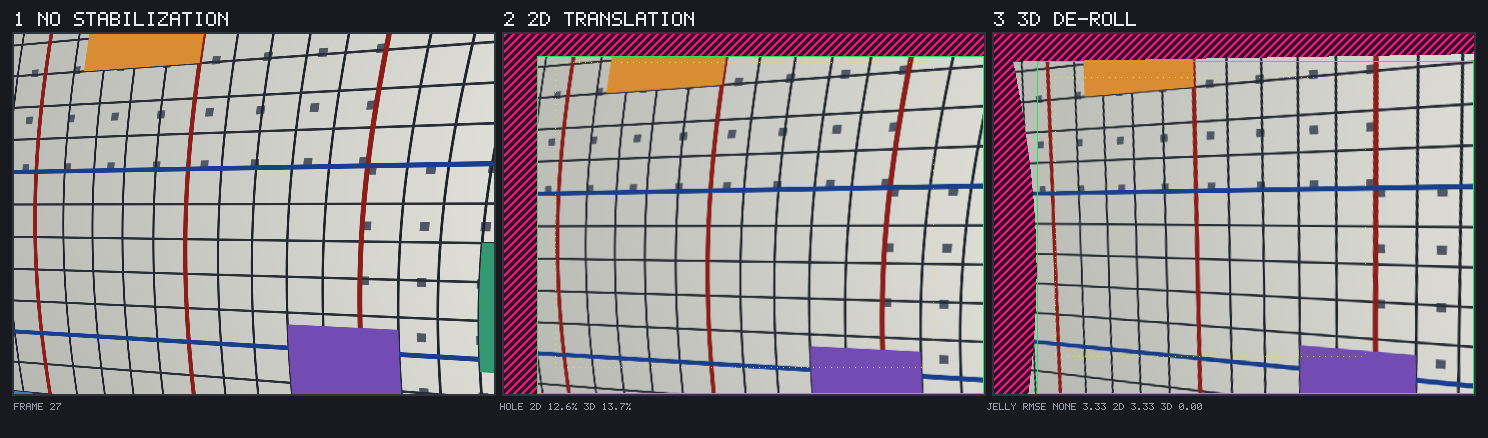 1 NO STABILIZATION
2 2D TRANSLATION
3 3D DE-ROLL
FRAME 27
HOLE 2D 12.6% 3D 13.7%
JELLY RMSE NONE 3.33 2D 3.33 3D 0.00